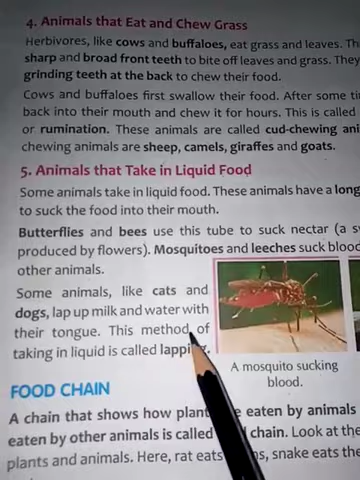 4. Animals that Eat and Chew Grass
Herbivores, like cows and buffaloes, eat grass and leaves.
sharp and broad front teeth to bite off leaves and grass. They
grinding teeth at the back to chew their food.
Cows and buffaloes first swallow their food. After some
back into their mouth and chew it for hours. This is called
or rumination. These animals are called cud-chewing
chewing animals are sheep, camels, giraffes and goats.
5. Animals that Take in Liquid Food
Some animals take in liquid food. These animals have a long
to suck the food into their mouth.
Butterflies and bees use this tube to suck nectar (a
produced by flowers). Mosquitoes and leeches suck blood
other animals.
Some animals, like cats and
dogs, lap up milk and water with
their tongue. This method of
taking in liquid is called
A mosquito sucking
blood.
FOOD CHAIN
A chain that shows how eaten by animals
eaten by other animals is called chain. Look at the
plants and animals. Here, rat eats snake eats the